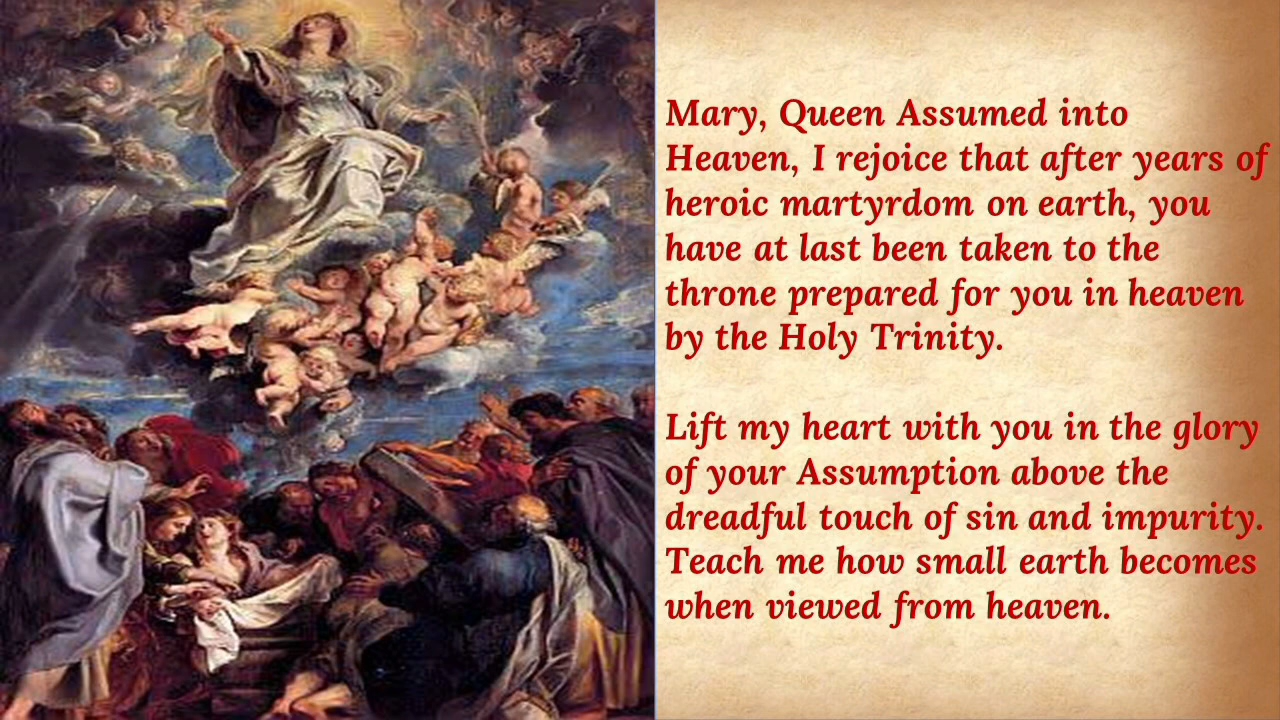 Mary, Queen Assumed into
Heaven, I rejoice that after years of
heroic martyrdom on earth, you
have at last been taken to the
throne prepared for you in heaven
by the Holy Trinity.
Lift my heart with you in the glory
of your Assumption above the
dreadful touch of sin and impurity.
Teach me how small earth becomes
when viewed from heaven.